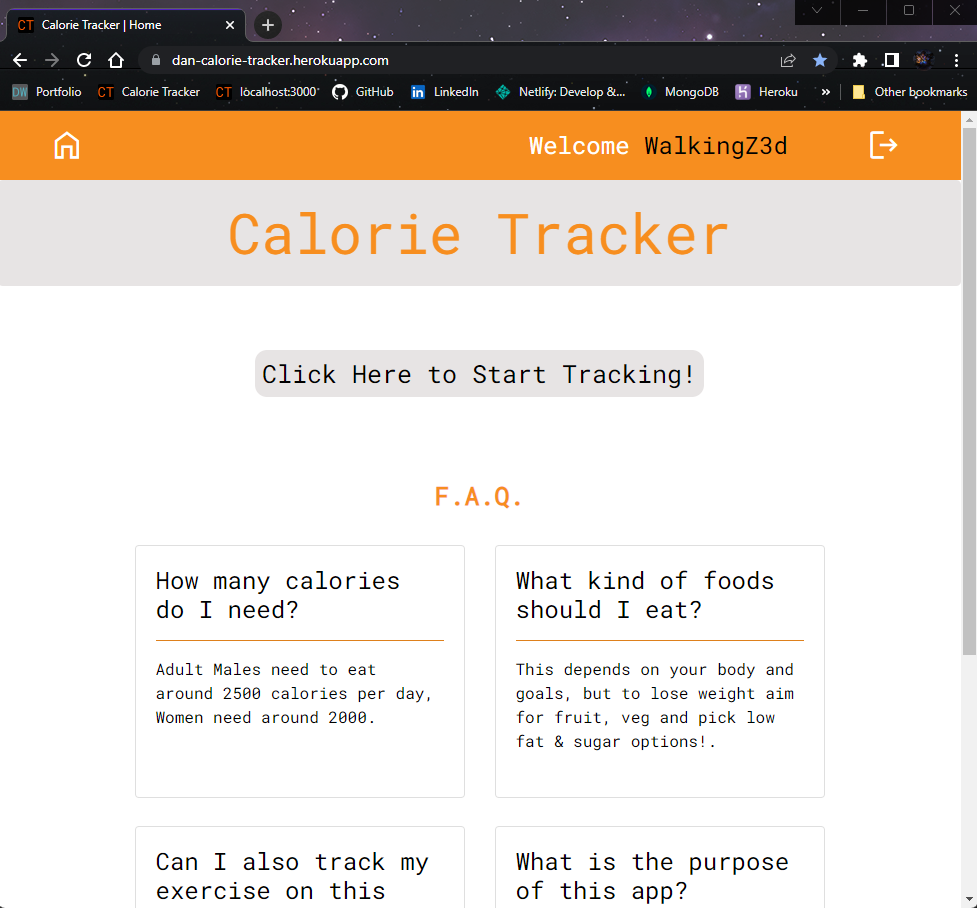 CT Calorie Tracker | Home
dan-calorie-tracker.herokuapp.com
DW Portfolio CT Calorie Tracker CT localhost:3000 GitHub in LinkedIn Netlify: Develop &... MongoDB H Heroku » Other bookmarks
Welcome WalkingZ3d
Calorie Tracker
Click Here to Start Tracking!
F.A.Q.
How many calories
do I need?
Adult Males need to eat
around 2500 calories per day,
Women need around 2000.
What kind of foods
should I eat?
This depends on your body and
goals, but to lose weight aim
for fruit, veg and pick low
fat & sugar options!.
Can I also track my
exercise on this
What is the purpose
of this app?